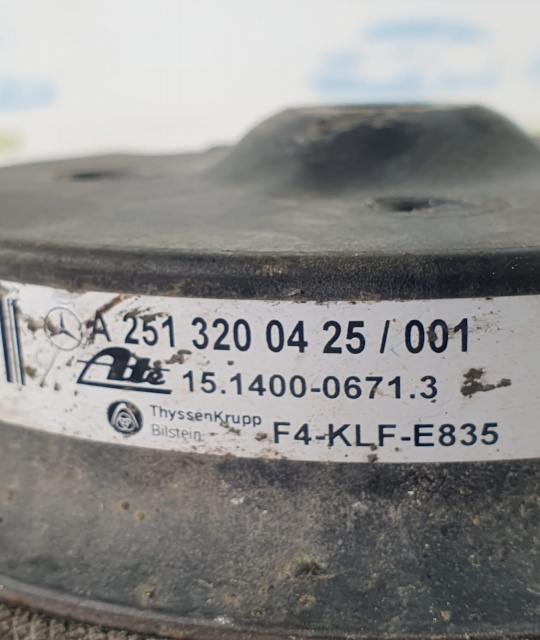 A 251 320 04 25 / 001
Ate 15.1400-0671.3
ThyssenKrupp
Bilstein F4-KLF-E835